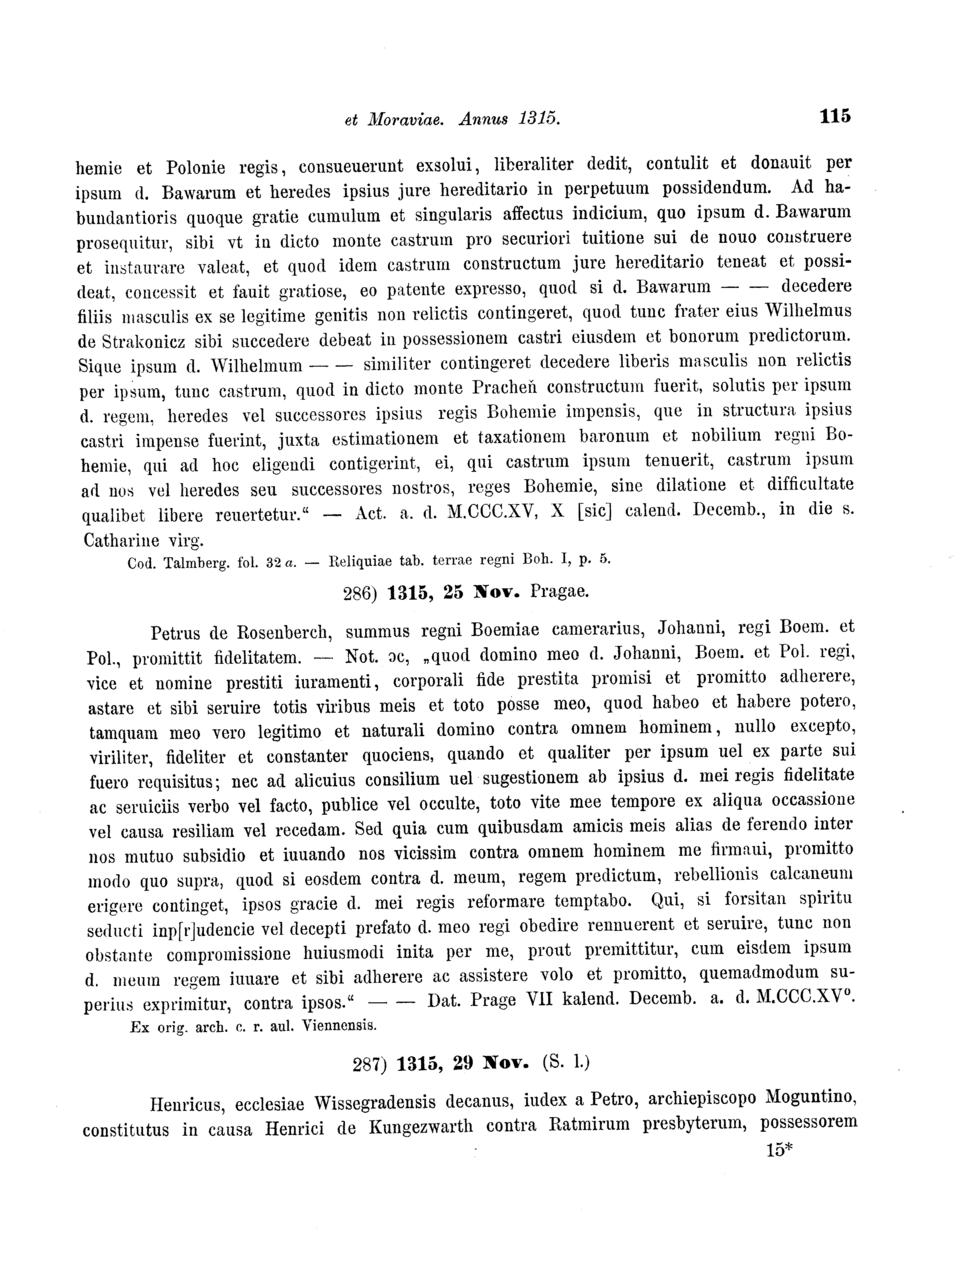 et Moraviae. Annus 1315. 115
hemie et Polonie regis, consueuerunt exsolui, liberaliter dedit, contulit et donauit per
ipsum d. Bawarum et heredes ipsius jure hereditario in perpetuum possidendum. Ad ha-
bundantioris quoque gratie cumulum et singularis affectus indicium, quo ipsum d. Bawarum
prosequitur, sibi vt in dicto monte castrum pro securiori tuitione sui de nouo construere
et instaurare valeat, et quod idem castrum constructum jure hereditario teneat et possi-
deat, concessit et fauit gratiose, eo patente expresso, quod si d. Bawarum — — decedere
filiis masculis ex se legitime genitis non relictis contingeret, quod tunc frater eius Wilhelmus
de Strakonicz sibi succedere debeat in possessionem castri eiusdem et bonorum predictorum.
Sique ipsum d. Wilhelmum — — similiter contingeret decedere liberis masculis non relictis
per ipsum, tunc castrum, quod in dicto monte Pracheń constructum fuerit, solutis per ipsum
d. regem, heredes vel successores ipsius regis Bohemie impensis, que in structura ipsius
castri impense fuerint, juxta estimationem et taxationem baronum et nobilium regni Bo-
hemie, qui ad hoc eligendi contigerint, ei, qui castrum ipsum tenuerit, castrum ipsum
ad nos vel heredes seu successores nostros, reges Bohemie, sine dilatione et difficultate
qualibet libere reuertetur.“ — Act. a. d. M.CCC.XV, X [sic] calend. Decemb., in die s.
Catharine virg.
Cod. Talmberg. fol. 32 a. — Reliquiae tab. terrae regni Boh. I, p. 5.
286) 1315, 25 Nov. Pragae.
Petrus de Rosenberch, summus regni Boemiae camerarius, Johanni, regi Boem. et
Pol., promittit fidelitatem. — Not. ɔc, „quod domino meo d. Johanni, Boem. et Pol. regi,
vice et nomine prestiti iuramenti, corporali fide prestita promisi et promitto adherere,
astare et sibi seruire totis viribus meis et toto posse meo, quod habeo et habere potero,
tamquam meo vero legitimo et naturali domino contra omnem hominem, nullo excepto,
viriliter, fideliter et constanter quociens, quando et qualiter per ipsum uel ex parte sui
fuero requisitus; nec ad alicuius consilium uel sugestionem ab ipsius d. mei regis fidelitate
ac seruiciis verbo vel facto, publice vel occulte, toto vite mee tempore ex aliqua occassione
vel causa resiliam vel recedam. Sed quia cum quibusdam amicis meis alias de ferendo inter
nos mutuo subsidio et iuuando nos vicissim contra omnem hominem me firmaui, promitto
modo quo supra, quod si eosdem contra d. meum, regem predictum, rebellionis calcaneum
erigere continget, ipsos gracie d. mei regis reformare temptabo. Qui, si forsitan spiritu
seducti inp[r]udencie vel decepti prefato d. meo regi obedire rennuerent et seruire, tunc non
obstante compromissione huiusmodi inita per me, prout premittitur, cum eisdem ipsum
d. meum regem iuuare et sibi adherere ac assistere volo et promitto, quemadmodum su-
perius exprimitur, contra ipsos.“ — — Dat. Prage VII kalend. Decemb. a. d. M.CCC.XV⁰.
Ex orig. arch. c. r. aul. Viennensis.
287) 1315, 29 Nov. (S. l.)
Henricus, ecclesiae Wissegradensis decanus, iudex a Petro, archiepiscopo Moguntino,
constitutus in causa Henrici de Kungezwarth contra Ratmirum presbyterum, possessorem
15*